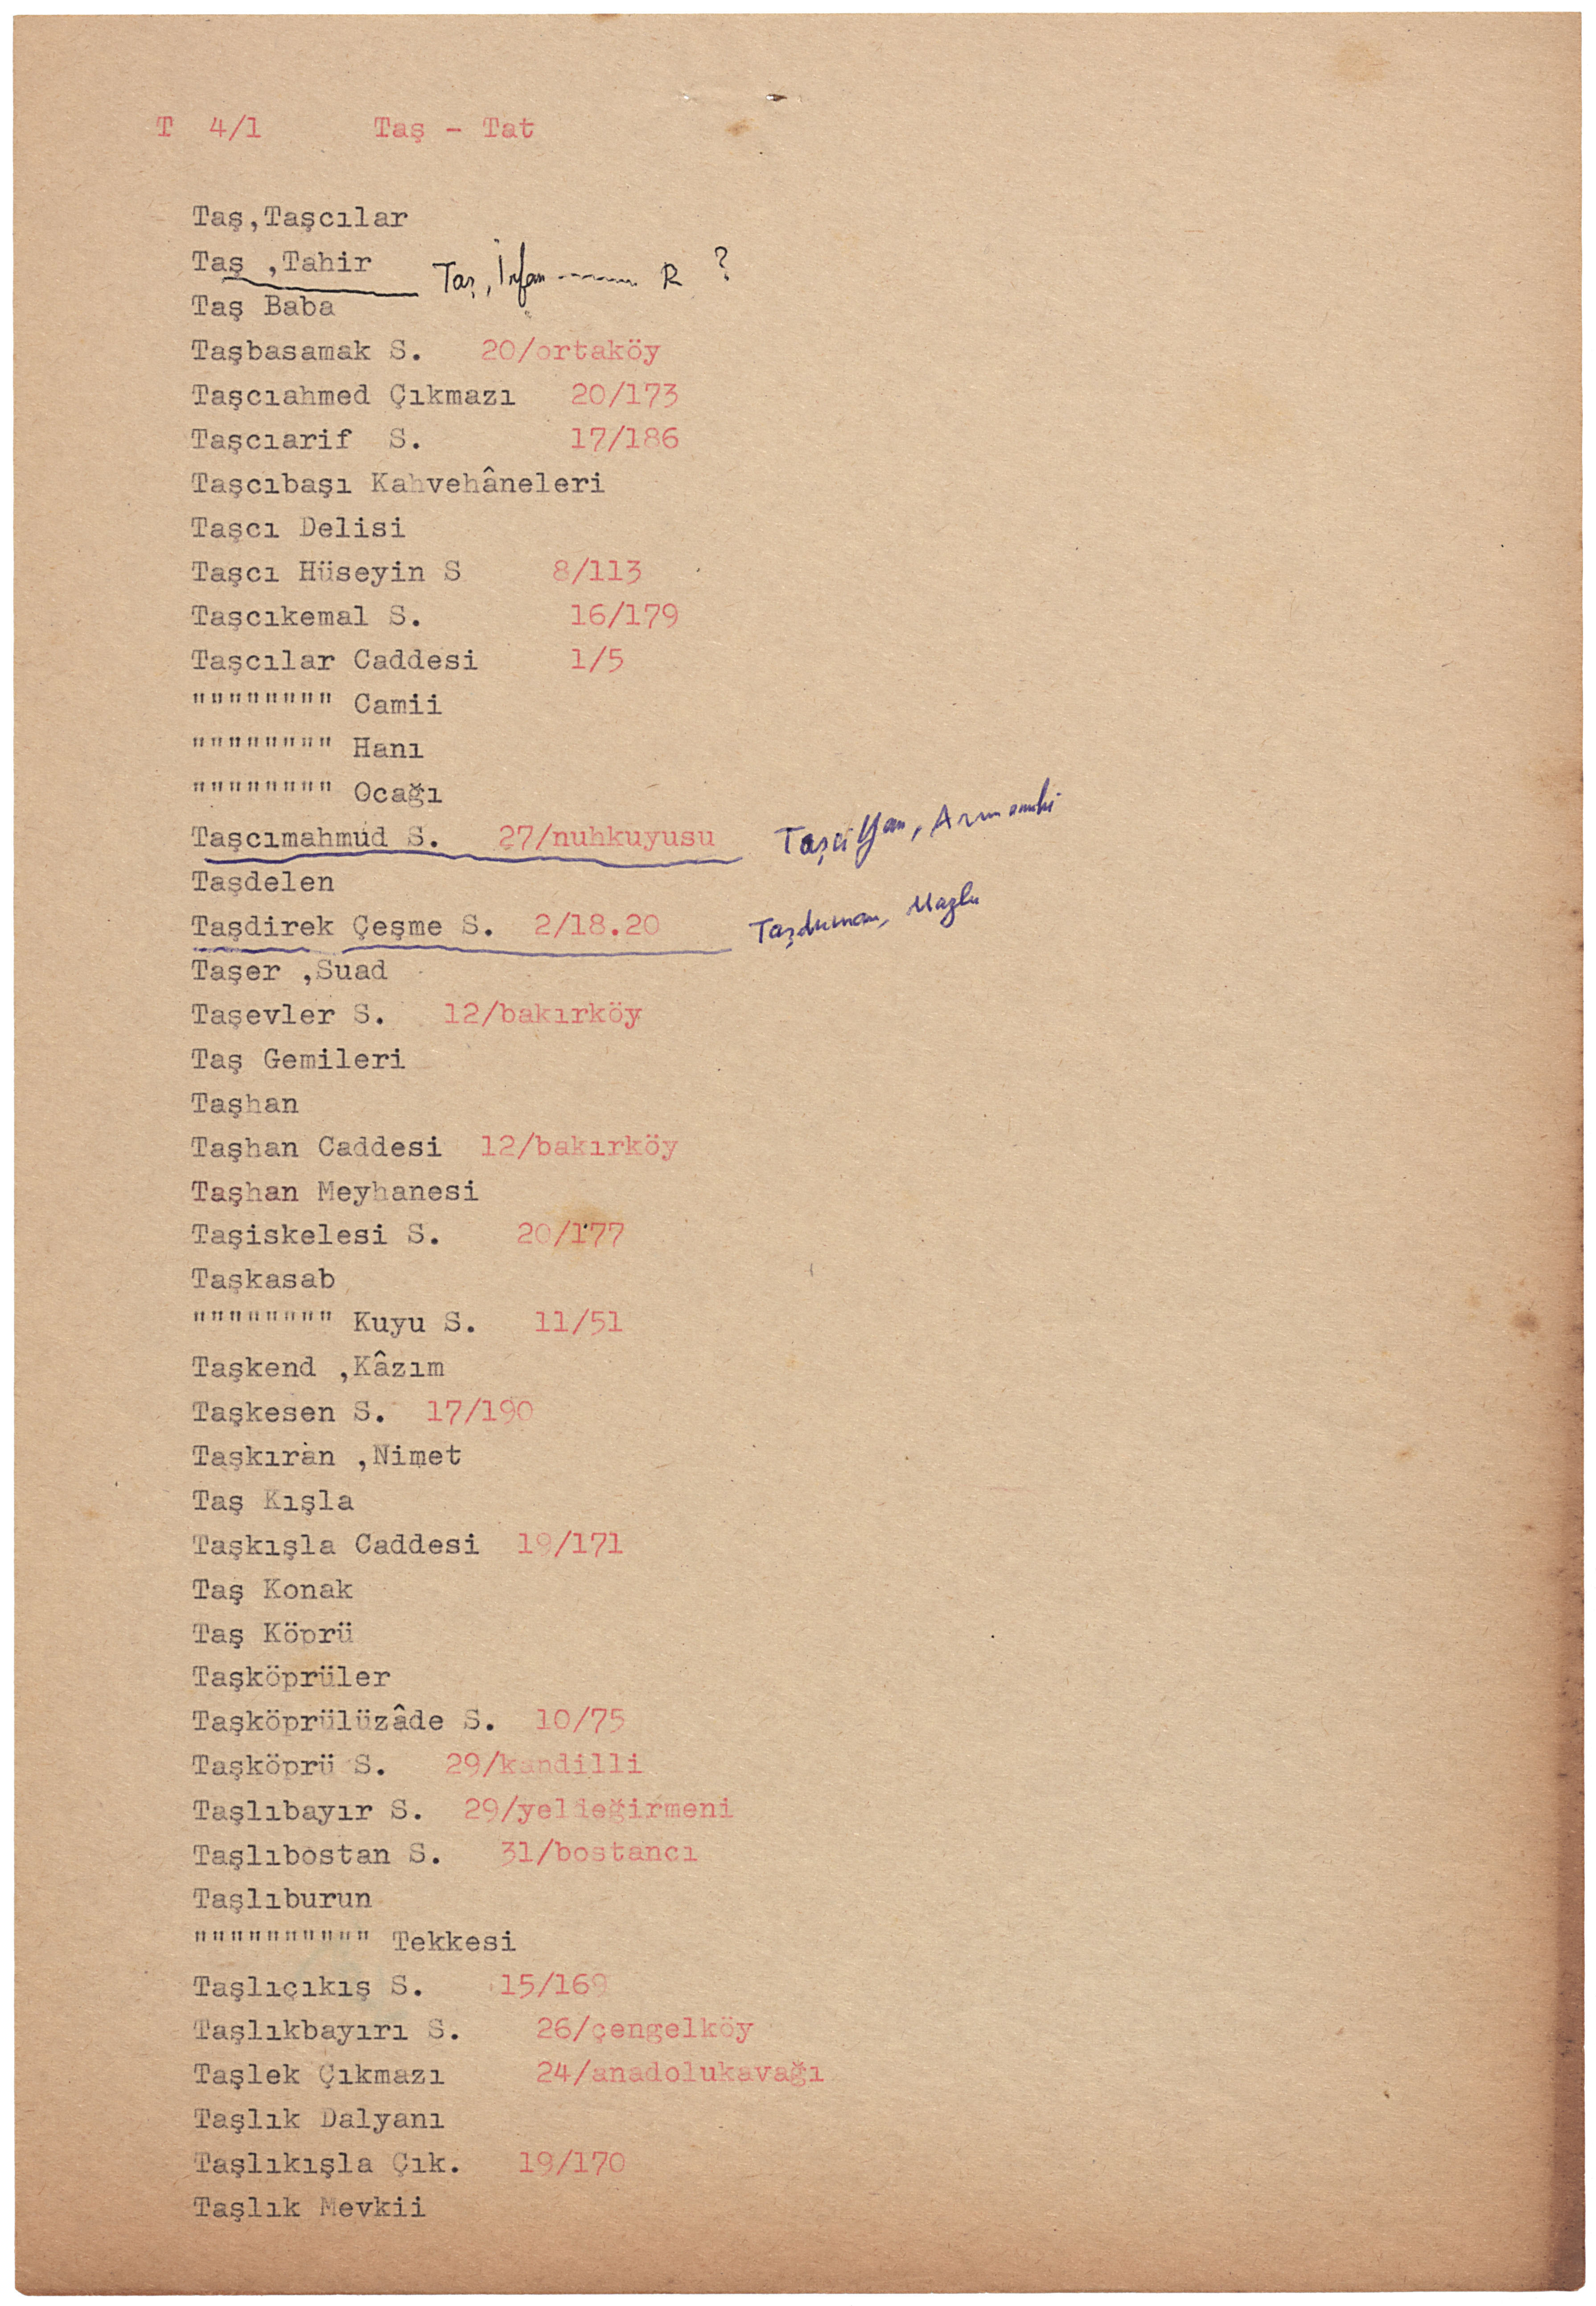 T 4/1 Taş - Tat
Taş,Taşcılar
Taş ,Tahir Taş, İrfan ------- R ?
Taş Baba
Taşbasamak S. 20/ortaköy
Taşcıahmed Çıkmazı 20/173
Taşcıarif S. 17/186
Taşcıbaşı Kahvehâneleri
Taşcı Delisi
Taşcı Hüseyin S 8/113
Taşcıkemal S. 16/179
Taşcılar Caddesi 1/5
"""""""" Camii
"""""""" Hanı
"""""""" Ocağı
Taşcımahmud S. 27/nuhkuyusu
Taşdelen
Taşdirek Çeşme S. 2/18.20 Taşduman,
Taşer ,Suad
Taşevler S. 12/bakırköy
Taş Gemileri
Taşhan
Taşhan Caddesi 12/bakırköy
Taşhan Meyhanesi
Taşiskelesi S. 20/177
Taşkasab
"""""""" Kuyu S. 11/51
Taşkend ,Kâzım
Taşkesen S. 17/190
Taşkıran ,Nimet
Taş Kışla
Taşkışla Caddesi 19/171
Taş Konak
Taş Köprü
Taşköprüler
Taşköprülüzâde S. 10/75
Taşköprü S. 29/kandilli
Taşlıbayır S. 29/yeldeğirmeni
Taşlıbostan S. 31/bostancı
Taşlıburun
"""""""""" Tekkesi
Taşlıçıkış S. 15/169
Taşlıkbayırı S. 26/çengelköy
Taşlek Çıkmazı 24/anadolukavağı
Taşlık Dalyanı
Taşlıkışla Çık. 19/170
Taşlık Mevkii